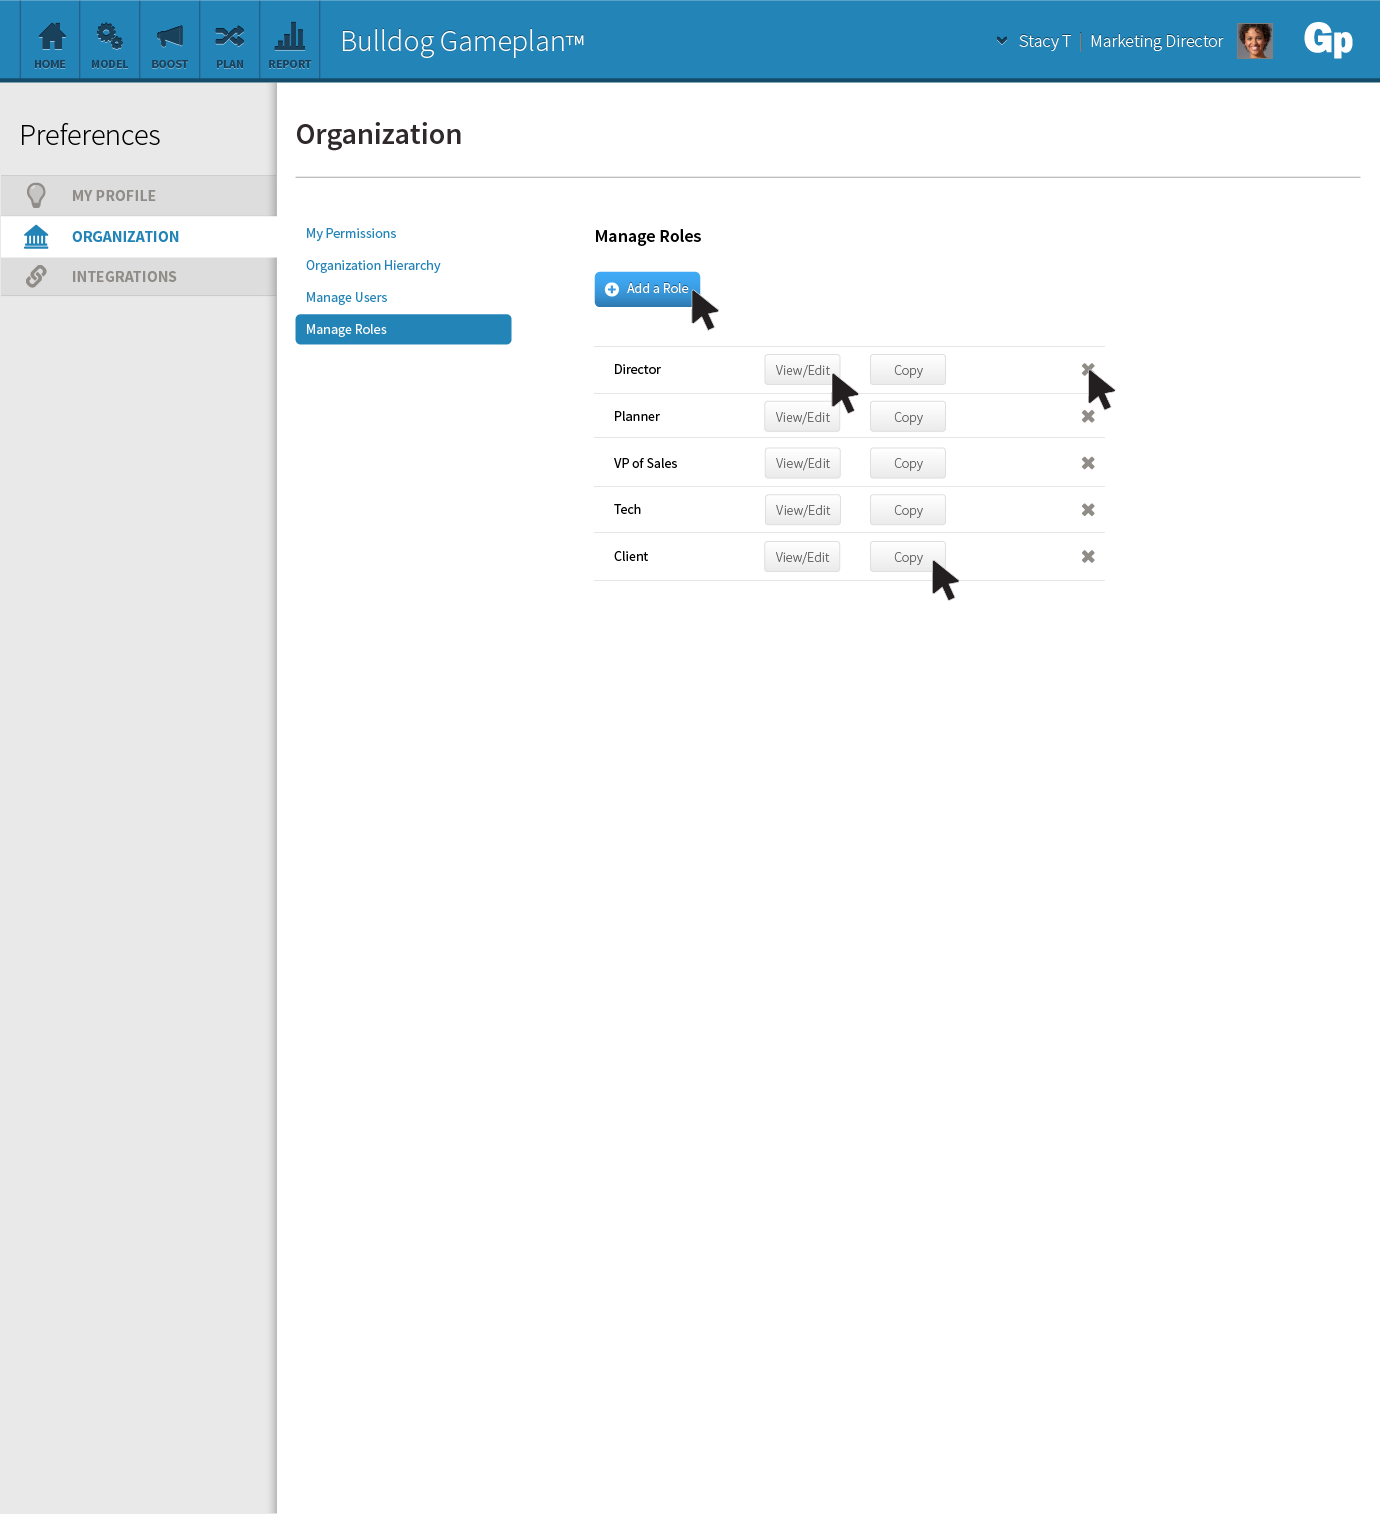 HOME
MODEL
BOOST
PLAN
REPORT
Bulldog Gameplan™
Stacy T | Marketing Director
Gp
Preferences
MY PROFILE
ORGANIZATION
INTEGRATIONS
Organization
My Permissions
Organization Hierarchy
Manage Users
Manage Roles
Manage Roles
Add a Role
Director View/Edit Copy
Planner View/Edit Copy
VP of Sales View/Edit Copy
Tech View/Edit Copy
Client View/Edit Copy